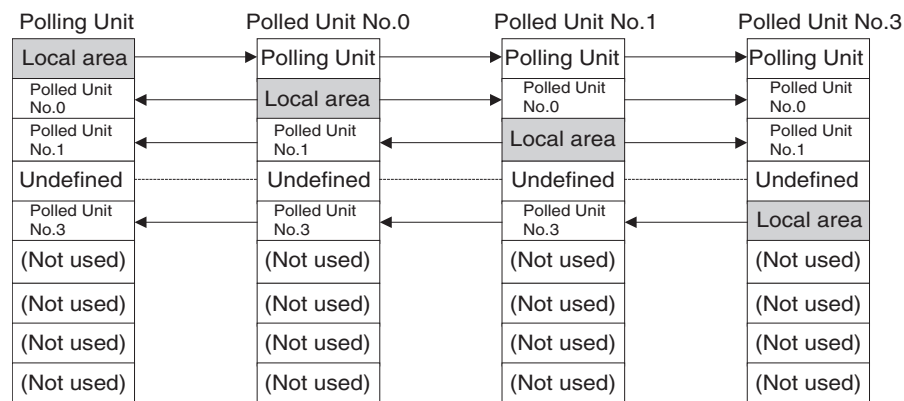 Polling Unit Polled Unit No.0 Polled Unit No.1 Polled Unit No.3
Local area Polling Unit Polling Unit Polling Unit
Polled Unit No.0 Local area Polled Unit No.0 Polled Unit No.0
Polled Unit No.1 Polled Unit No.1 Local area Polled Unit No.1
Undefined Undefined Undefined Undefined
Polled Unit No.3 Polled Unit No.3 Polled Unit No.3 Local area
(Not used) (Not used) (Not used) (Not used)
(Not used) (Not used) (Not used) (Not used)
(Not used) (Not used) (Not used) (Not used)
(Not used) (Not used) (Not used) (Not used)